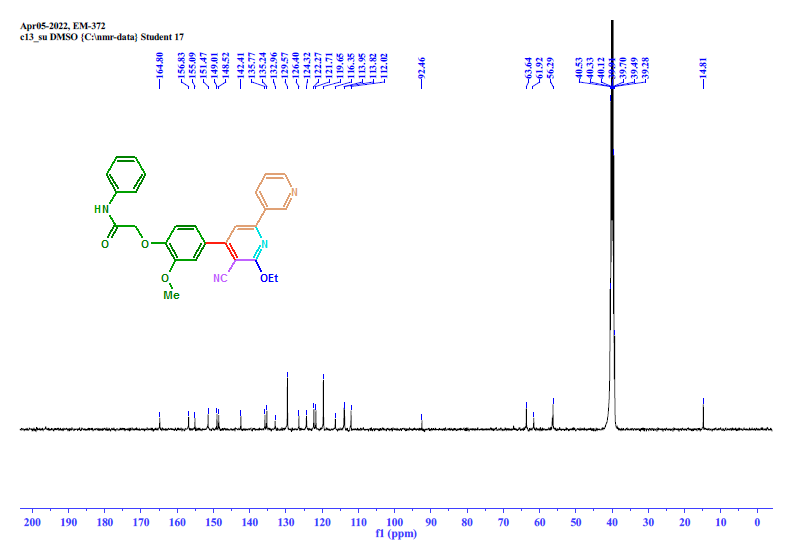 Apr05-2022, EM-372
c13_su DMSO {C:\nmr-data} Student 17
164.80
156.83
155.09
151.47
149.01
148.52
142.41
135.77
135.24
132.96
129.57
126.40
124.32
122.27
121.71
119.65
116.35
113.95
113.82
112.02
92.46
63.64
61.92
56.29
40.53
40.33
40.12
39.70
39.49
39.28
14.81
N
HN
O
O
N
NC
OEt
O
Me
200 190 180 170 160 150 140 130 120 110 100 90 80 70 60 50 40 30 20 10 0
f1 (ppm)